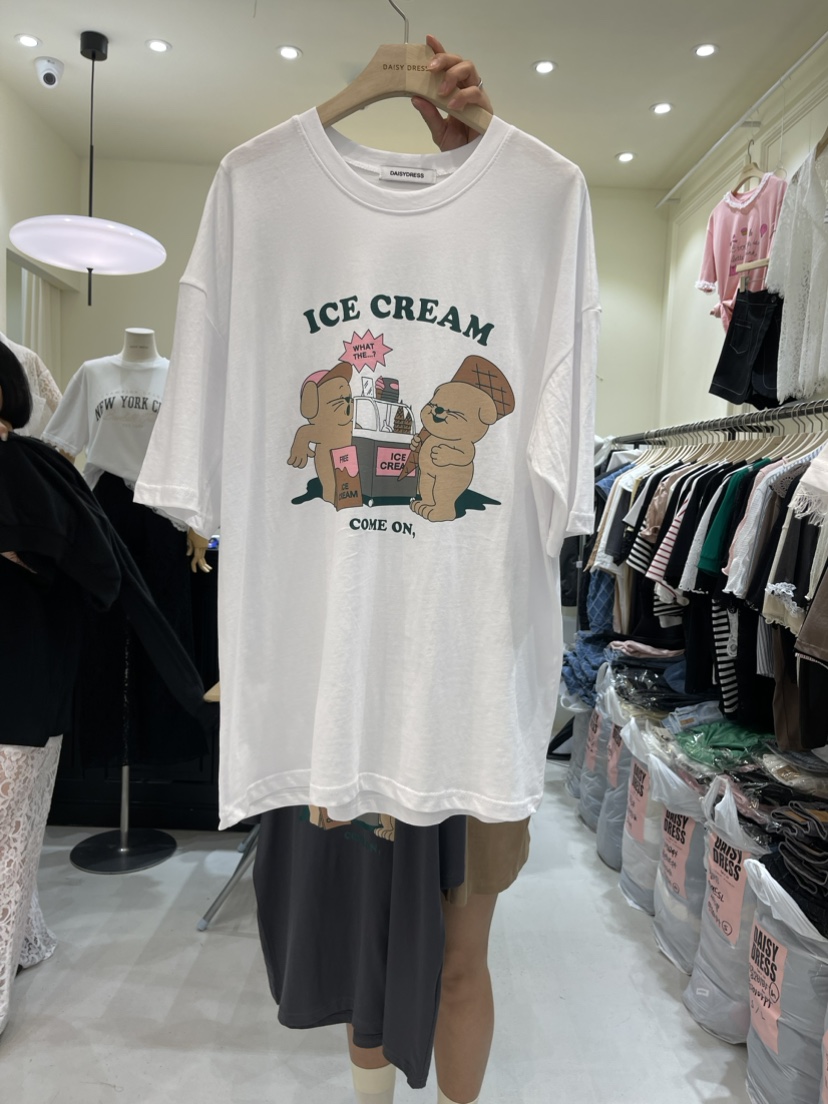 DAISY DRESS
DAISYDRESS
ICE CREAM
WHAT
THE...?
FREE
ICE
CREAM
ICE
CREAM
COME ON,
NEW YORK C
DAISY
DRESS
DAISY
DRESS
DAISY
DRESS